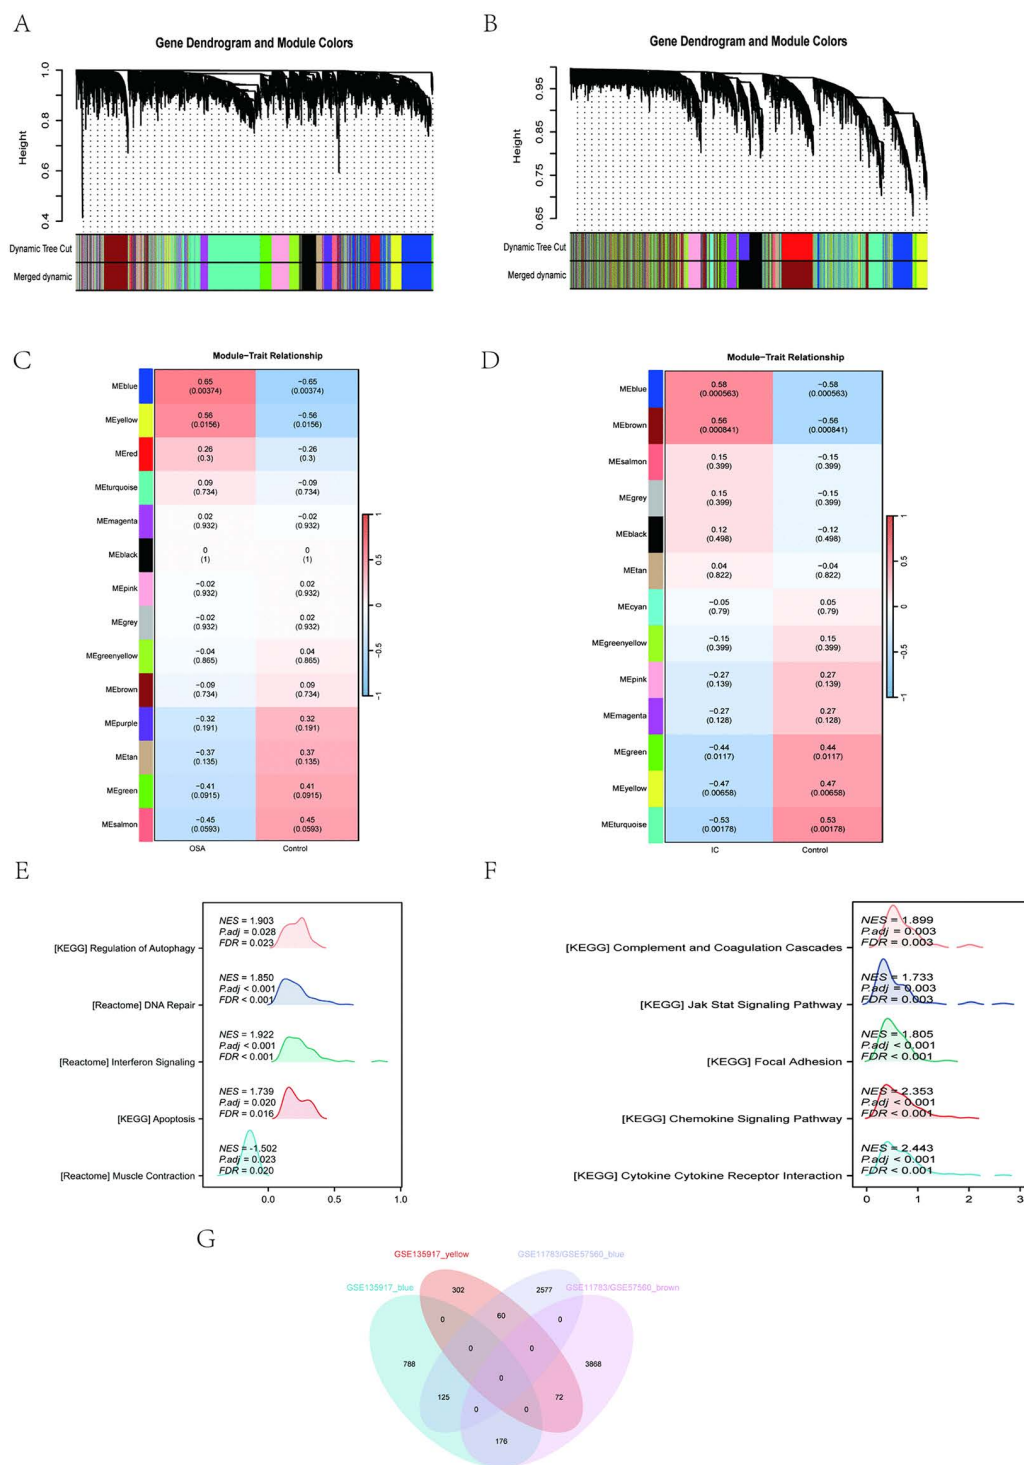 A
Gene Dendrogram and Module Colors
Height
1.0
0.8
0.6
0.4
Dynamic Tree Cut
Merged dynamic
B
Gene Dendrogram and Module Colors
Height
0.95
0.85
0.75
0.65
Dynamic Tree Cut
Merged dynamic
C
Module-Trait Relationship
MEblue 0.65 (0.00374) −0.65 (0.00374)
MEyellow 0.56 (0.0156) −0.56 (0.0156)
MEred 0.26 (0.3) −0.26 (0.3)
MEturquoise 0.09 (0.734) −0.09 (0.734)
MEmagenta 0.02 (0.932) −0.02 (0.932)
MEblack 0 (1) 0 (1)
MEpink −0.02 (0.932) 0.02 (0.932)
MEgrey −0.02 (0.932) 0.02 (0.932)
MEgreenyellow −0.04 (0.865) 0.04 (0.865)
MEbrown −0.09 (0.734) 0.09 (0.734)
MEpurple −0.32 (0.191) 0.32 (0.191)
MEtan −0.37 (0.135) 0.37 (0.135)
MEgreen −0.41 (0.0915) 0.41 (0.0915)
MEsalmon −0.45 (0.0593) 0.45 (0.0593)
OSA Control
1
0.5
0
−0.5
−1
D
Module-Trait Relationship
MEblue 0.58 (0.000563) −0.58 (0.000563)
MEbrown 0.56 (0.000841) −0.56 (0.000841)
MEsalmon 0.15 (0.399) −0.15 (0.399)
MEgrey 0.15 (0.399) −0.15 (0.399)
MEblack 0.12 (0.498) −0.12 (0.498)
MEtan 0.04 (0.822) −0.04 (0.822)
MEcyan −0.05 (0.79) 0.05 (0.79)
MEgreenyellow −0.15 (0.399) 0.15 (0.399)
MEpink −0.27 (0.139) 0.27 (0.139)
MEmagenta −0.27 (0.128) 0.27 (0.128)
MEgreen −0.44 (0.0117) 0.44 (0.0117)
MEyellow −0.47 (0.00658) 0.47 (0.00658)
MEturquoise −0.53 (0.00178) 0.53 (0.00178)
IC Control
1
0.5
0
−0.5
−1
E
NES = 1.903
P.adj = 0.028
FDR = 0.023
[KEGG] Regulation of Autophagy
NES = 1.850
P.adj < 0.001
FDR < 0.001
[Reactome] DNA Repair
NES = 1.922
P.adj < 0.001
FDR < 0.001
[Reactome] Interferon Signaling
NES = 1.739
P.adj = 0.020
FDR = 0.016
[KEGG] Apoptosis
NES = -1.502
P.adj = 0.023
FDR = 0.020
[Reactome] Muscle Contraction
0.0 0.5 1.0
F
NES = 1.899
P.adj = 0.003
FDR = 0.003
[KEGG] Complement and Coagulation Cascades
NES = 1.733
P.adj = 0.003
FDR = 0.003
[KEGG] Jak Stat Signaling Pathway
NES = 1.805
P.adj < 0.001
FDR < 0.001
[KEGG] Focal Adhesion
NES = 2.353
P.adj < 0.001
FDR < 0.001
[KEGG] Chemokine Signaling Pathway
NES = 2.443
P.adj < 0.001
FDR < 0.001
[KEGG] Cytokine Cytokine Receptor Interaction
0 1 2 3
G
GSE135917_yellow GSE11783/GSE57560_blue
GSE135917_blue GSE11783/GSE57560_brown
302 2577
0 60 0
0 0
788 3868
0
125 72
0 0
176